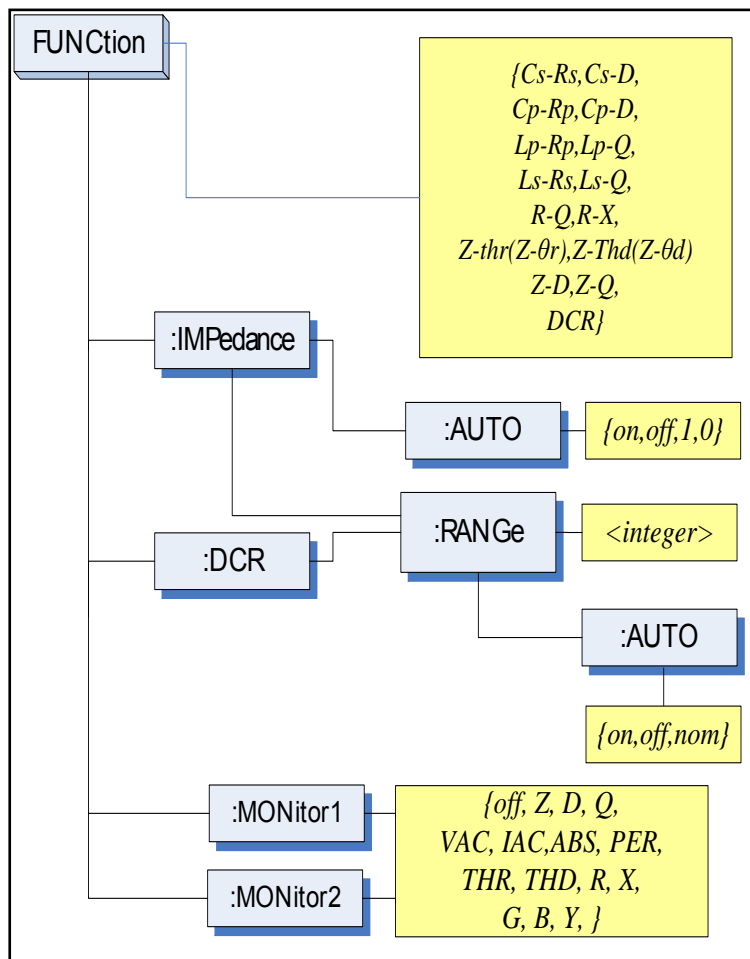 FUNCtion
{Cs-Rs,Cs-D,
Cp-Rp,Cp-D,
Lp-Rp,Lp-Q,
Ls-Rs,Ls-Q,
R-Q,R-X,
Z-thr(Z-θr),Z-Thd(Z-θd)
Z-D,Z-Q,
DCR}
:IMPedance
:AUTO
{on,off,1,0}
:RANGe
<integer>
:DCR
:AUTO
{on,off,nom}
:MONitor1
{off, Z, D, Q,
VAC, IAC,ABS, PER,
THR, THD, R, X,
G, B, Y, }
:MONitor2